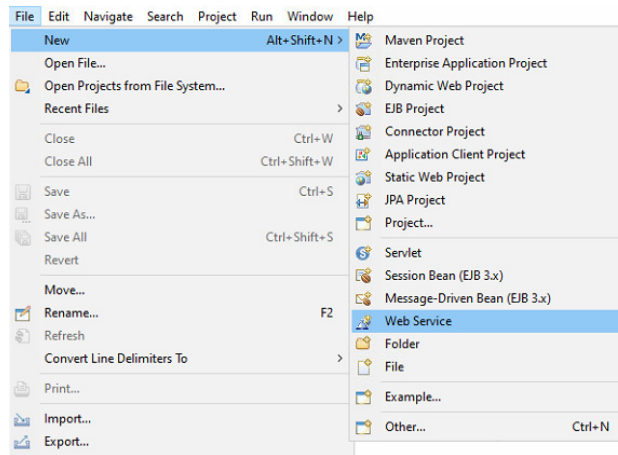 File Edit Navigate Search Project Run Window Help
New Alt+Shift+N >
Open File...
Open Projects from File System...
Recent Files >
Close Ctrl+W
Close All Ctrl+Shift+W
Save Ctrl+S
Save As...
Save All Ctrl+Shift+S
Revert
Move...
Rename... F2
Refresh
Convert Line Delimiters To >
Print...
Import...
Export...
Maven Project
Enterprise Application Project
Dynamic Web Project
EJB Project
Connector Project
Application Client Project
Static Web Project
JPA Project
Project...
Servlet
Session Bean (EJB 3.x)
Message-Driven Bean (EJB 3.x)
Web Service
Folder
File
Example...
Other... Ctrl+N